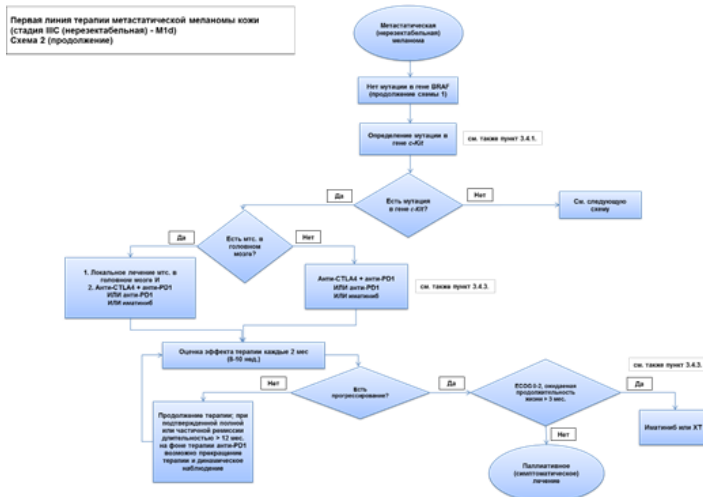 Первая линия терапии метастатической меланомы кожи
(стадия IIIC (нерезектабельная) - M1d)
Схема 2 (продолжение)
Метастатическая
(нерезектабельная)
меланома
Нет мутации в гене BRAF
(продолжение схемы 1)
Определение мутации в
гене c-Kit
см. также пункт 3.4.1.
Есть мутация
в гене c-Kit?
Да
Нет
См. следующую
схему
Есть мтс. в
головном
мозге?
Да
Нет
1. Локальное лечение мтс. в
головном мозге И
2. Анти-CTLA4 + анти-PD1
ИЛИ анти-PD1
ИЛИ иматиниб
Анти-CTLA4 + анти-PD1
ИЛИ анти-PD1
ИЛИ иматиниб
см. также пункт 3.4.3.
Оценка эффекта терапии каждые 2 мес
(8-10 нед.)
Есть
прогрессирование?
Нет
Да
Продолжение терапии; при
подтвержденной полной
или частичной ремиссии
длительностью > 12 мес.
на фоне терапии анти-PD1
возможно прекращение
терапии и динамическое
наблюдение
ECOG 0-2, ожидаемая
продолжительность
жизни > 3 мес.
см. также пункт 3.4.3.
Да
Иматиниб или ХТ
Нет
Паллиативное
(симптоматическое)
лечение